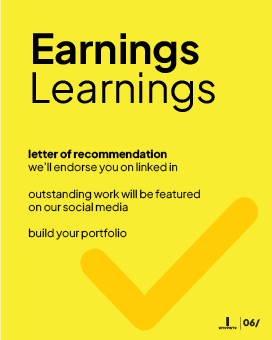 Earnings
Learnings
letter of recommendation
we'll endorse you on linked in
outstanding work will be featured
on our social media
build your portfolio
06/